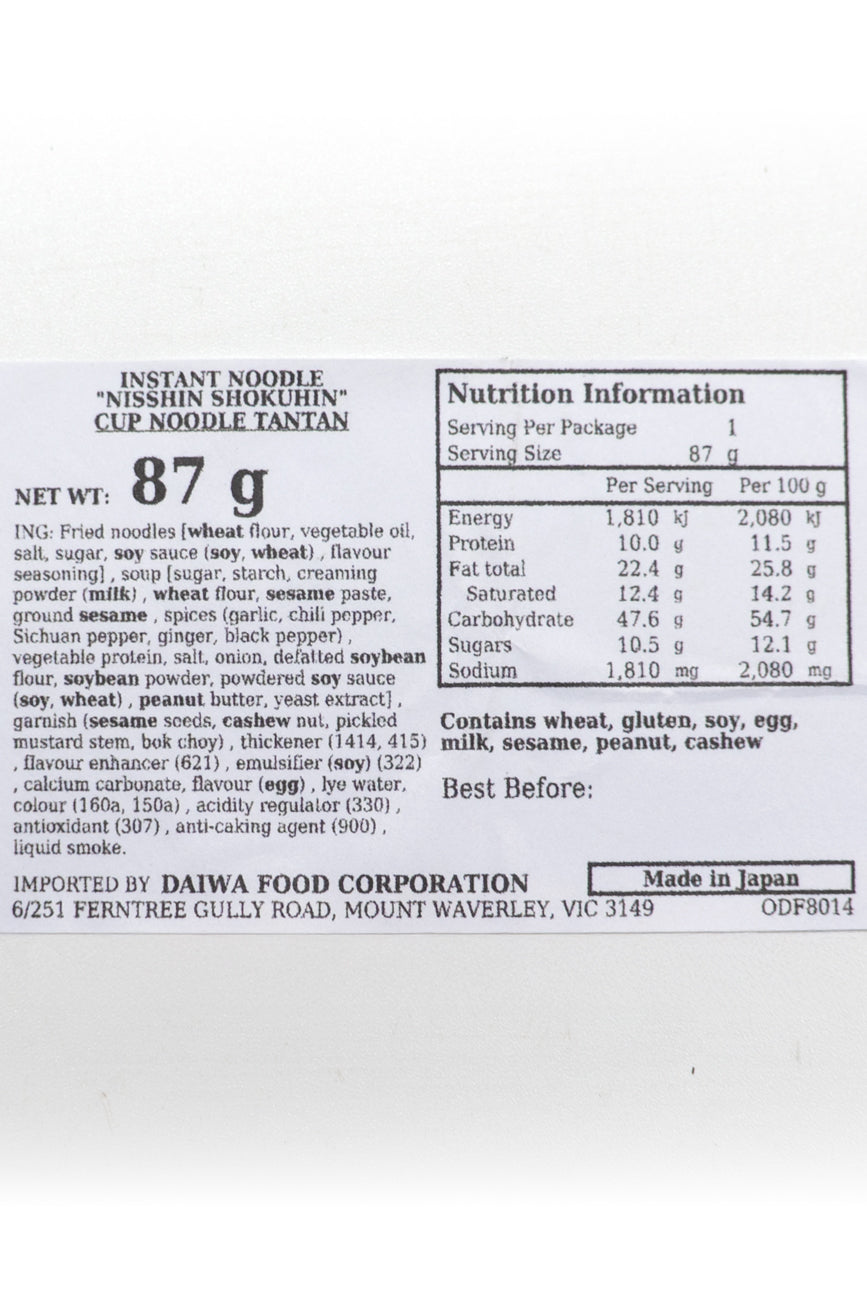 INSTANT NOODLE
"NISSHIN SHOKUHIN"
CUP NOODLE TANTAN
NET WT: 87 g
ING: Fried noodles [wheat flour, vegetable oil,
salt, sugar, soy sauce (soy, wheat) , flavour
seasoning] , soup [sugar, starch, creaming
powder (milk) , wheat flour, sesame paste,
ground sesame , spices (garlic, chili pepper,
Sichuan pepper, ginger, black pepper) ,
vegetable protein, salt, onion, defatted soybean
flour, soybean powder, powdered soy sauce
(soy, wheat) , peanut butter, yeast extract] ,
garnish (sesame seeds, cashew nut, pickled
mustard stem, bok choy) , thickener (1414, 415)
, flavour enhancer (621) , emulsifier (soy) (322)
, calcium carbonate, flavour (egg) , lye water,
colour (160a, 150a) , acidity regulator (330) ,
antioxidant (307) , anti-caking agent (900) ,
liquid smoke.
Nutrition Information
Serving Per Package 1
Serving Size 87 g
Per Serving Per 100 g
Energy 1,810 kJ 2,080 kJ
Protein 10.0 g 11.5 g
Fat total 22.4 g 25.8 g
Saturated 12.4 g 14.2 g
Carbohydrate 47.6 g 54.7 g
Sugars 10.5 g 12.1 g
Sodium 1,810 mg 2,080 mg
Contains wheat, gluten, soy, egg,
milk, sesame, peanut, cashew
Best Before:
IMPORTED BY DAIWA FOOD CORPORATION
Made in Japan
6/251 FERNTREE GULLY ROAD, MOUNT WAVERLEY, VIC 3149
ODF8014